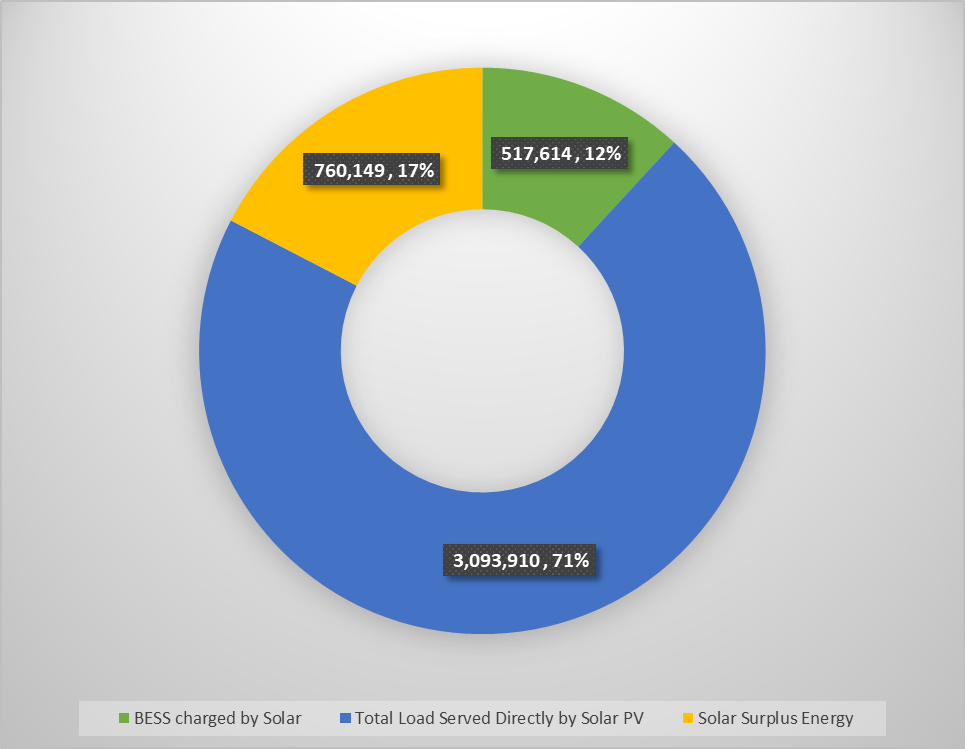 517,614 , 12%
760,149 , 17%
3,093,910 , 71%
BESS charged by Solar
Total Load Served Directly by Solar PV
Solar Surplus Energy